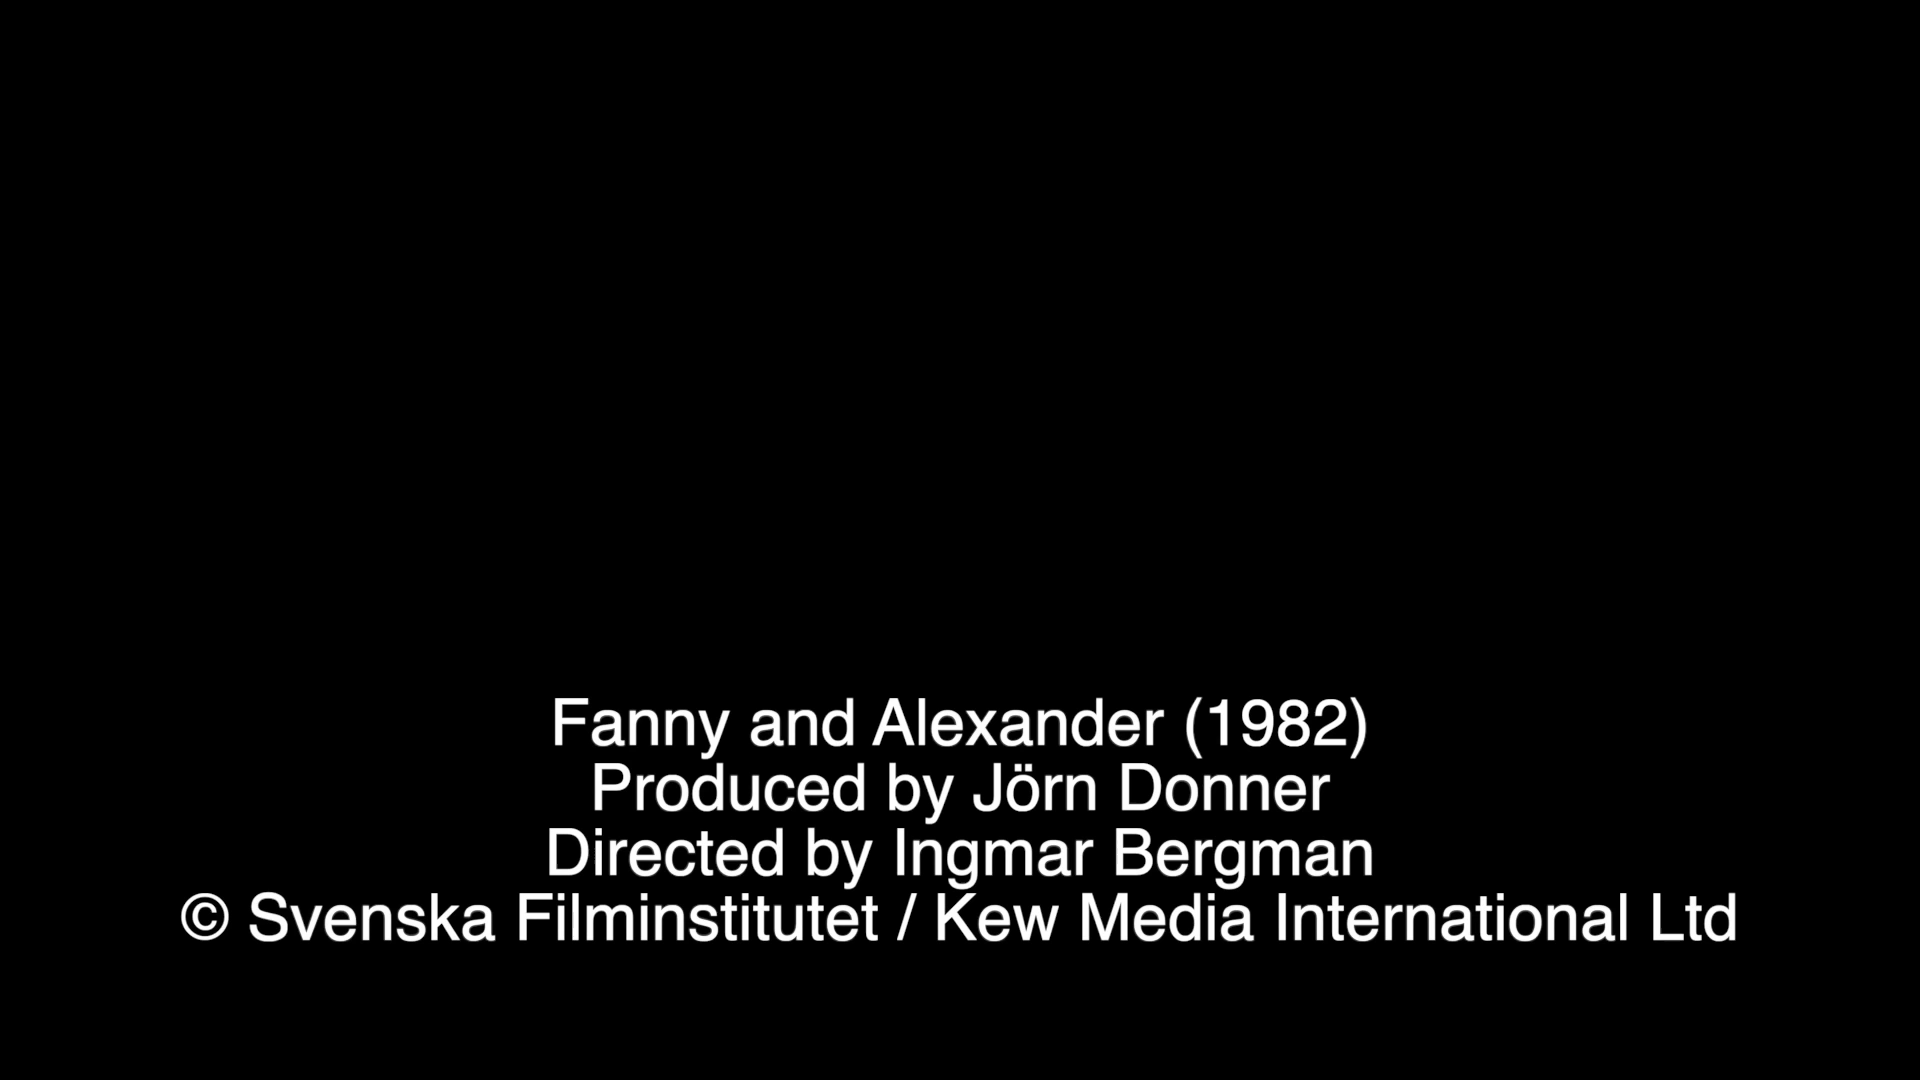 Fanny and Alexander (1982)
Produced by Jörn Donner
Directed by Ingmar Bergman
© Svenska Filminstitutet / Kew Media International Ltd